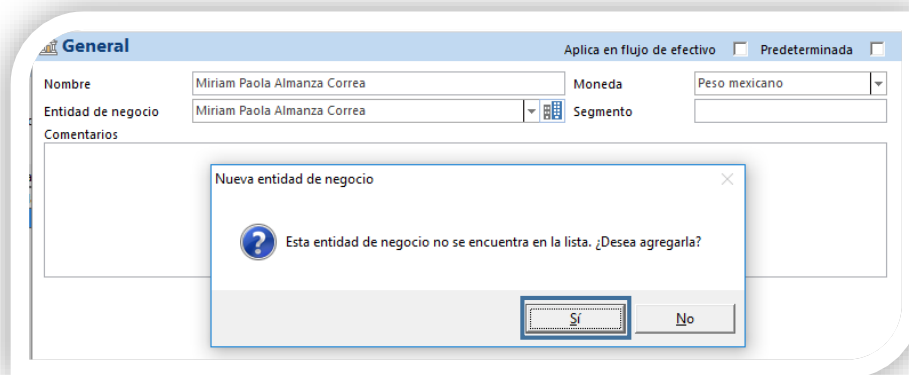 General
Aplica en flujo de efectivo Predeterminada
Nombre Miriam Paola Almanza Correa Moneda Peso mexicano
Entidad de negocio Miriam Paola Almanza Correa Segmento
Comentarios
Nueva entidad de negocio
Esta entidad de negocio no se encuentra en la lista. ¿Desea agregarla?
Sí No